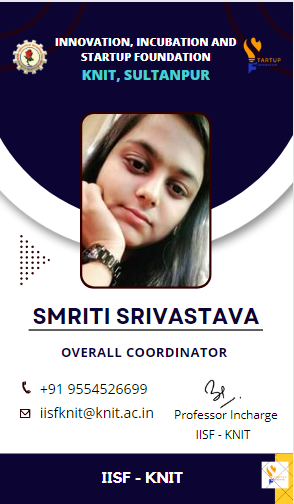 INNOVATION, INCUBATION AND
STARTUP FOUNDATION
KNIT, SULTANPUR
TARTUP
SMRITI SRIVASTAVA
OVERALL COORDINATOR
+91 9554526699
iisfknit@knit.ac.in
Professor Incharge
IISF - KNIT
IISF - KNIT